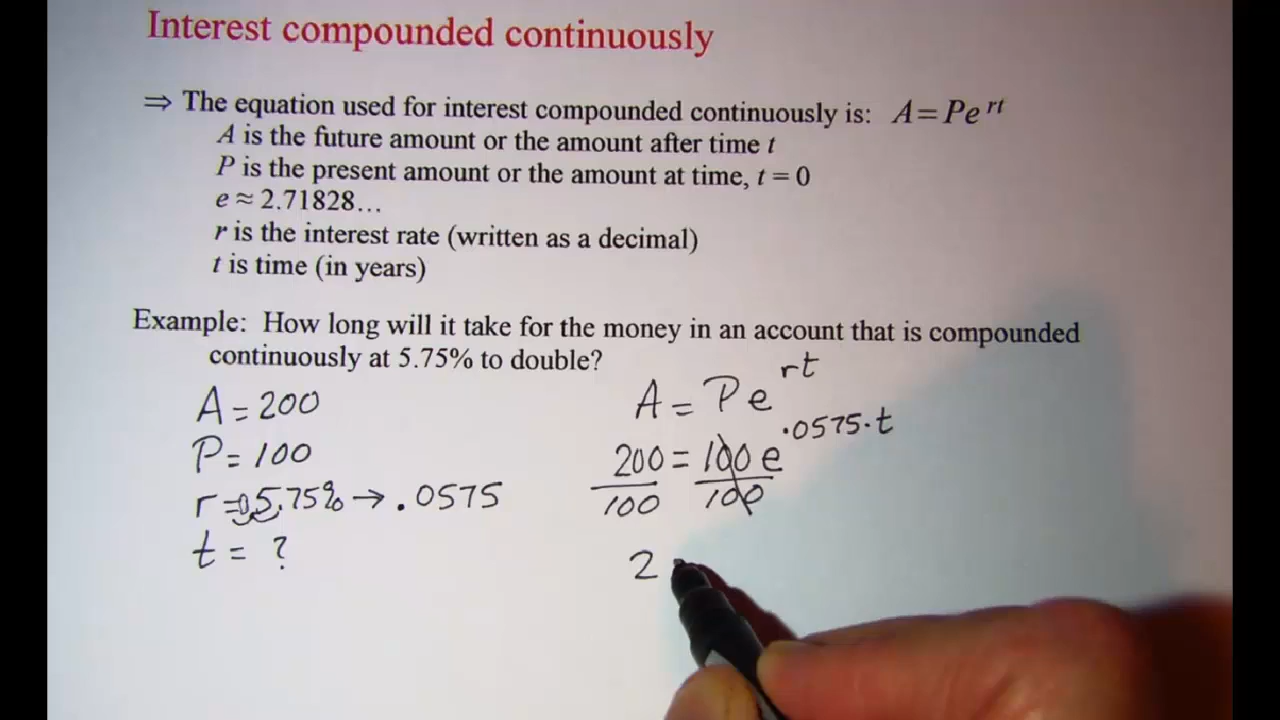 Interest compounded continuously
⇒ The equation used for interest compounded continuously is: A = Pe^rt
A is the future amount or the amount after time t
P is the present amount or the amount at time, t = 0
e ≈ 2.71828...
r is the interest rate (written as a decimal)
t is time (in years)
Example: How long will it take for the money in an account that is compounded
continuously at 5.75% to double?
A = 200
P = 100
r = 05.75% → .0575
t = ?
A = Pe^rt
200 = 100e^.0575·t
100 100
2